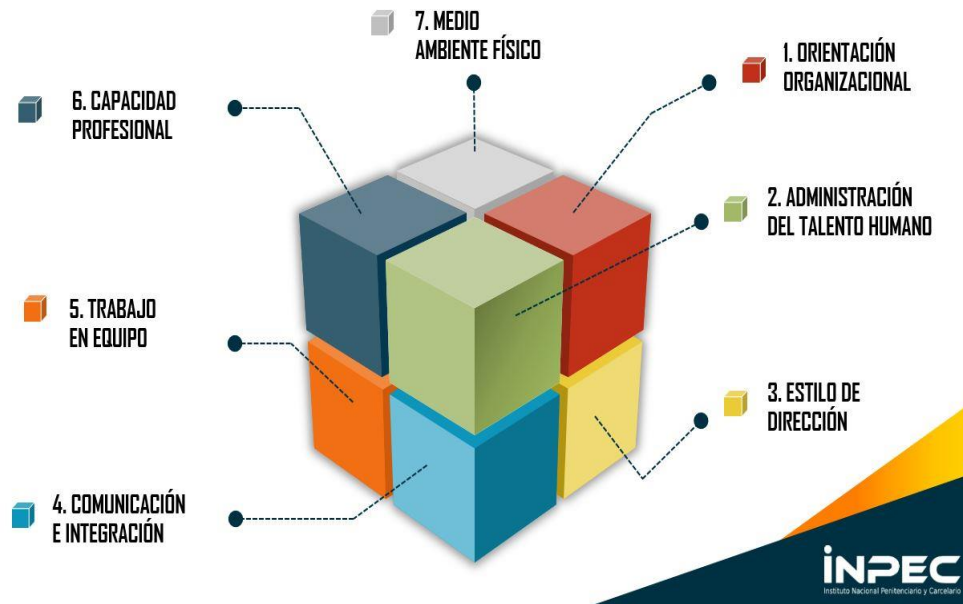 7. MEDIO
AMBIENTE FÍSICO
1. ORIENTACIÓN
ORGANIZACIONAL
6. CAPACIDAD
PROFESIONAL
2. ADMINISTRACIÓN
DEL TALENTO HUMANO
5. TRABAJO
EN EQUIPO
3. ESTILO DE
DIRECCIÓN
4. COMUNICACIÓN
E INTEGRACIÓN
INPEC
Instituto Nacional Penitenciario y Carcelario